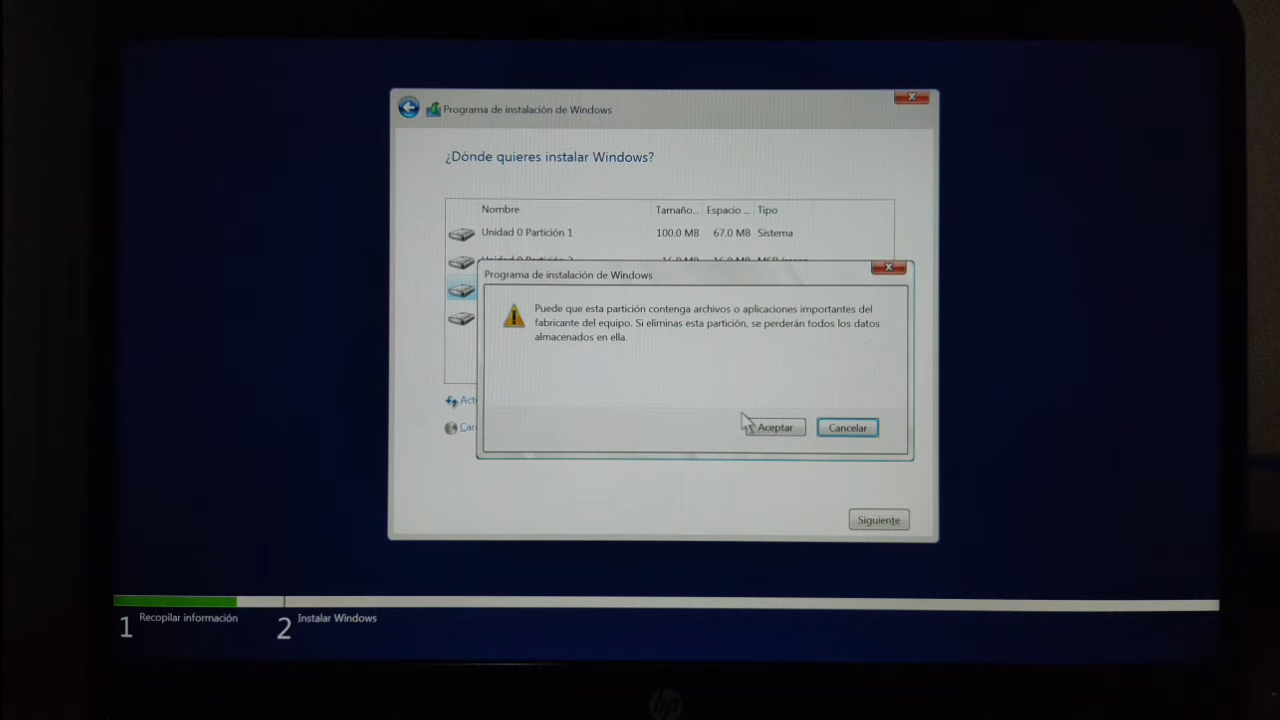 Programa de instalación de Windows
¿Dónde quieres instalar Windows?
Nombre Tamaño... Espacio ... Tipo
Unidad 0 Partición 1 100.0 MB 67.0 MB Sistema
Programa de instalación de Windows
Puede que esta partición contenga archivos o aplicaciones importantes del
fabricante del equipo. Si eliminas esta partición, se perderán todos los datos
almacenados en ella.
Aceptar Cancelar
Siguiente
1 Recopilar información 2 Instalar Windows
hp